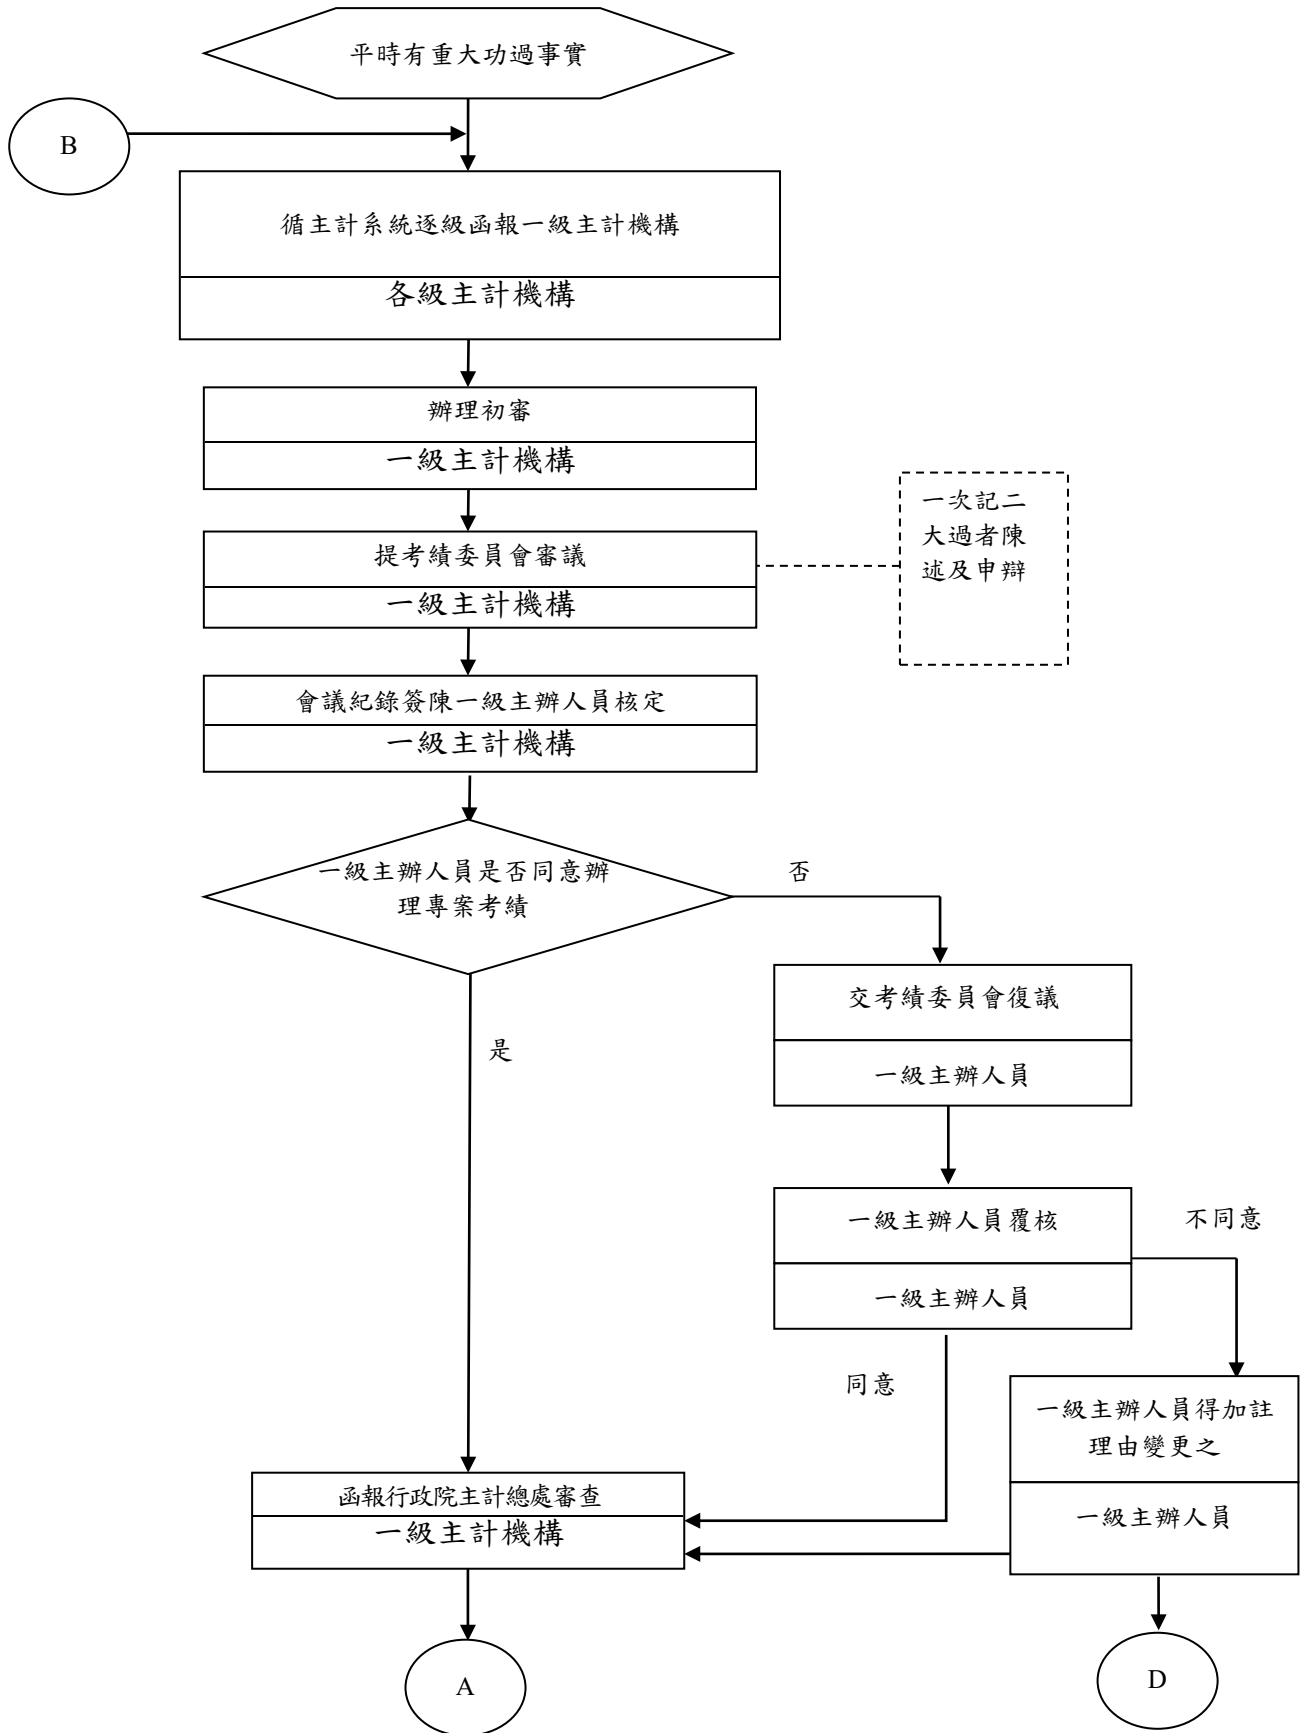 平時有重大功過事實
B
循主計系統逐級函報一級主計機構
各級主計機構
辦理初審
一級主計機構
一次記二
大過者陳
述及申辯
提考績委員會審議
一級主計機構
會議紀錄簽陳一級主辦人員核定
一級主計機構
一級主辦人員是否同意辦
理專案考績
否
是
交考績委員會復議
一級主辦人員
一級主辦人員覆核
一級主辦人員
不同意
同意
一級主辦人員得加註
理由變更之
一級主辦人員
函報行政院主計總處審查
一級主計機構
A
D